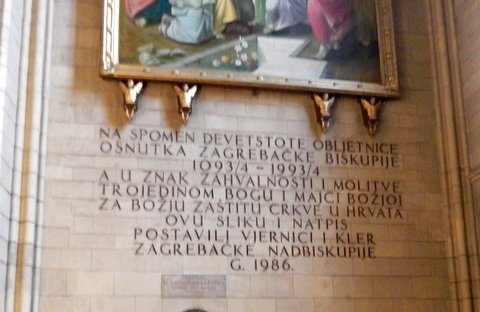 NA SPOMEN DEVETSTOTE OBLJETNICE
OSNUTKA ZAGREBAČKE BISKUPIJE
1093/4 – 1993/4
A U ZNAK ZAHVALNOSTI I MOLITVE
TROJEDINOM BOGU I MAJCI BOŽJOJ
ZA BOŽJU ZAŠTITU CRKVE U HRVATA
OVU SLIKU I NATPIS
POSTAVILI VJERNICI I KLER
ZAGREBAČKE NADBISKUPIJE
G. 1986.